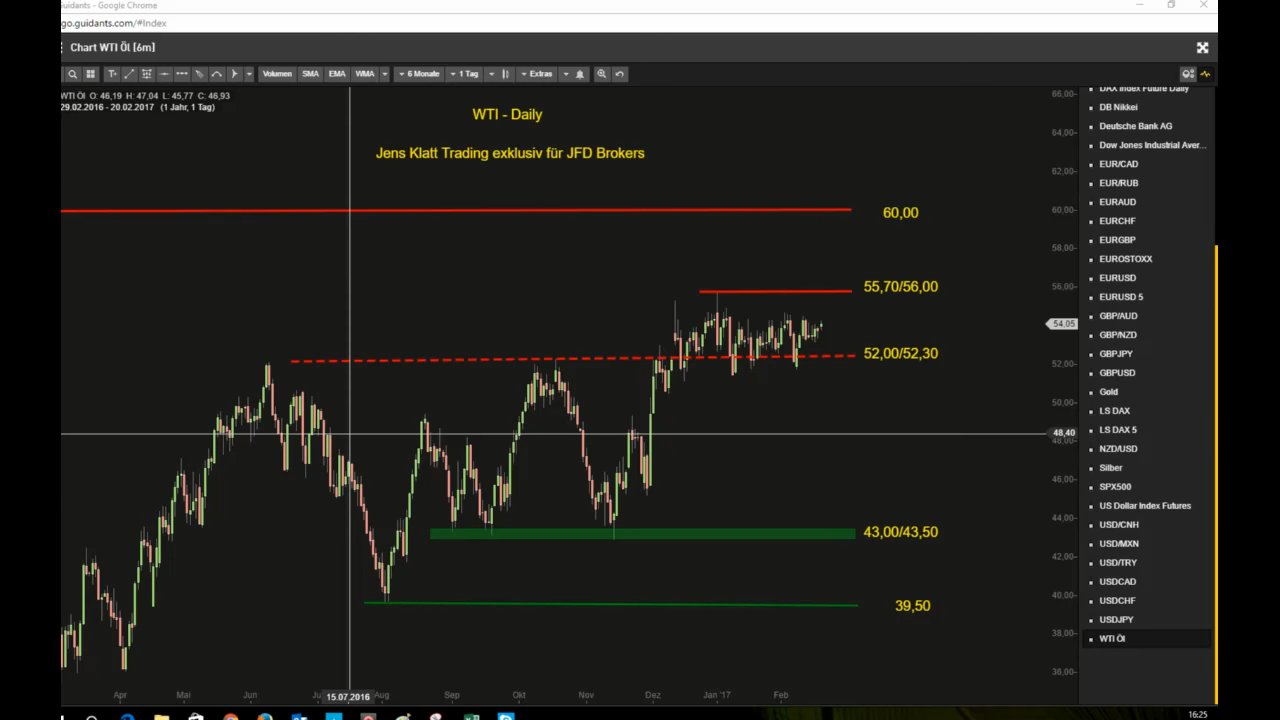 guidants - Google Chrome
go.guidants.com/#Index
Chart WTI Öl [6m]
Volumen SMA EMA WMA 6 Monate 1 Tag Extras
WTI Öl O: 46,19 H: 47,04 L: 45,77 C: 46,93
29.02.2016 - 20.02.2017 (1 Jahr, 1 Tag)
WTI - Daily
Jens Klatt Trading exklusiv für JFD Brokers
60,00
55,70/56,00
52,00/52,30
43,00/43,50
39,50
66,00
64,00
62,00
60,00
58,00
56,00
54,05
52,00
50,00
48,40
48,00
46,00
44,00
42,00
40,00
38,00
36,00
Apr Mai Jun 15.07.2016 Aug Sep Okt Nov Dez Jan '17 Feb
DAX Index Future Daily
DB Nikkei
Deutsche Bank AG
Dow Jones Industrial Aver...
EUR/CAD
EUR/RUB
EURAUD
EURCHF
EURGBP
EUROSTOXX
EURUSD
EURUSD 5
GBP/AUD
GBP/NZD
GBPJPY
GBPUSD
Gold
LS DAX
LS DAX 5
NZD/USD
Silber
SPX500
US Dollar Index Futures
USD/CNH
USD/MXN
USD/TRY
USDCAD
USDCHF
USDJPY
WTI Öl
16:25